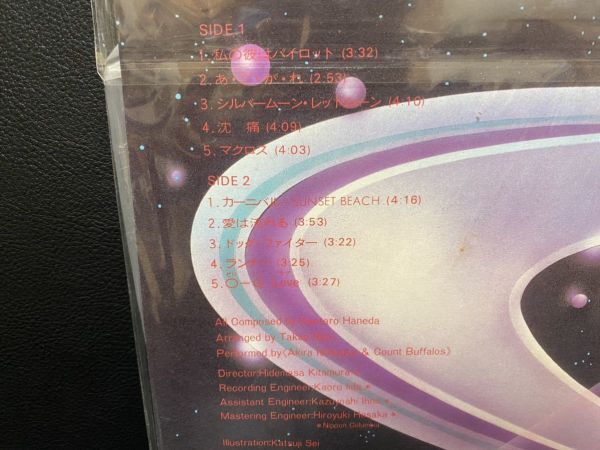 SIDE 1
1. 私の彼はパイロット (3:32)
2. あ・こ・が・れ (2:53)
3. シルバームーン・レッドムーン (4:10)
4. 沈 痛 (4:09)
5. マクロス (4:03)
SIDE 2
1. カーニバル・SUNSET BEACH (4:16)
2. 愛は流れる (3:53)
3. ドッグ・ファイター (3:22)
4. ランナー (3:25)
5. Love (3:27)
All Composed by Kentaro Haneda
Arranged by
Performed by《Akira & Count Buffalos》
Director:Hidemasa Kitamura＊
Recording Engineer:Kaoru Iida＊
Assistant Engineer:Kazuyoshi
Mastering Engineer:Hiroyuki Hosaka＊
＊Nippon Columbia
Illustration:Katsuji Sei